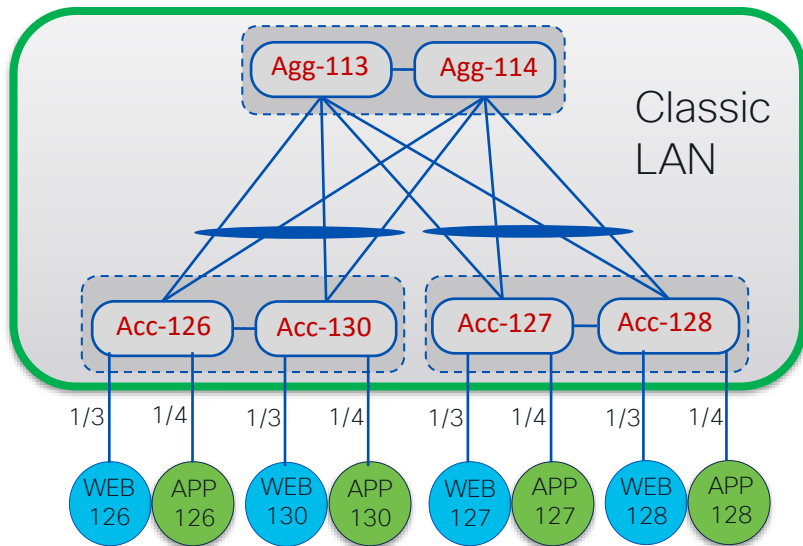 Agg-113
Agg-114
Classic
LAN
Acc-126
Acc-130
Acc-127
Acc-128
1/3
1/4
1/3
1/4
1/3
1/4
1/3
1/4
WEB
126
APP
126
WEB
130
APP
130
WEB
127
APP
127
WEB
128
APP
128